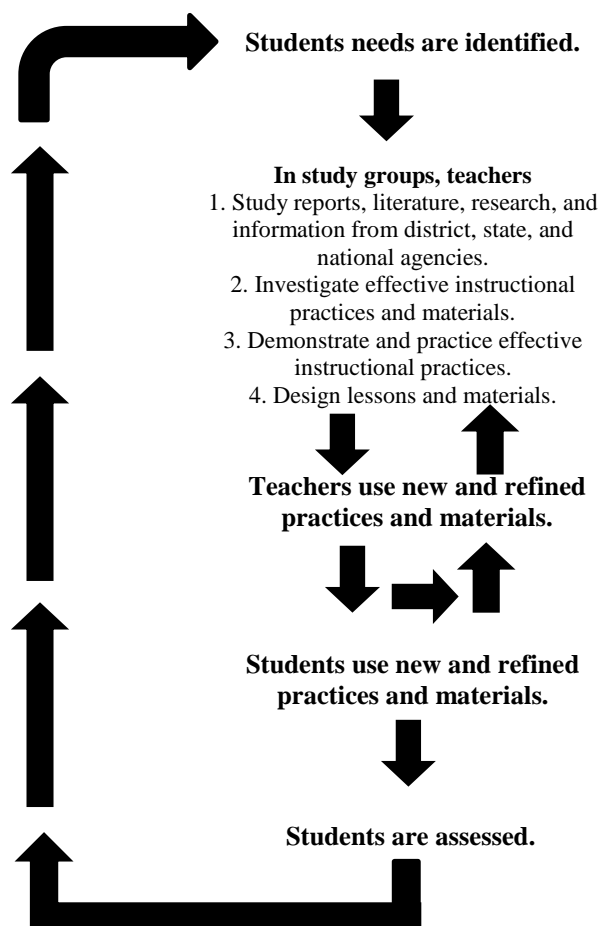 Students needs are identified.
In study groups, teachers
1. Study reports, literature, research, and
information from district, state, and
national agencies.
2. Investigate effective instructional
practices and materials.
3. Demonstrate and practice effective
instructional practices.
4. Design lessons and materials.
Teachers use new and refined
practices and materials.
Students use new and refined
practices and materials.
Students are assessed.